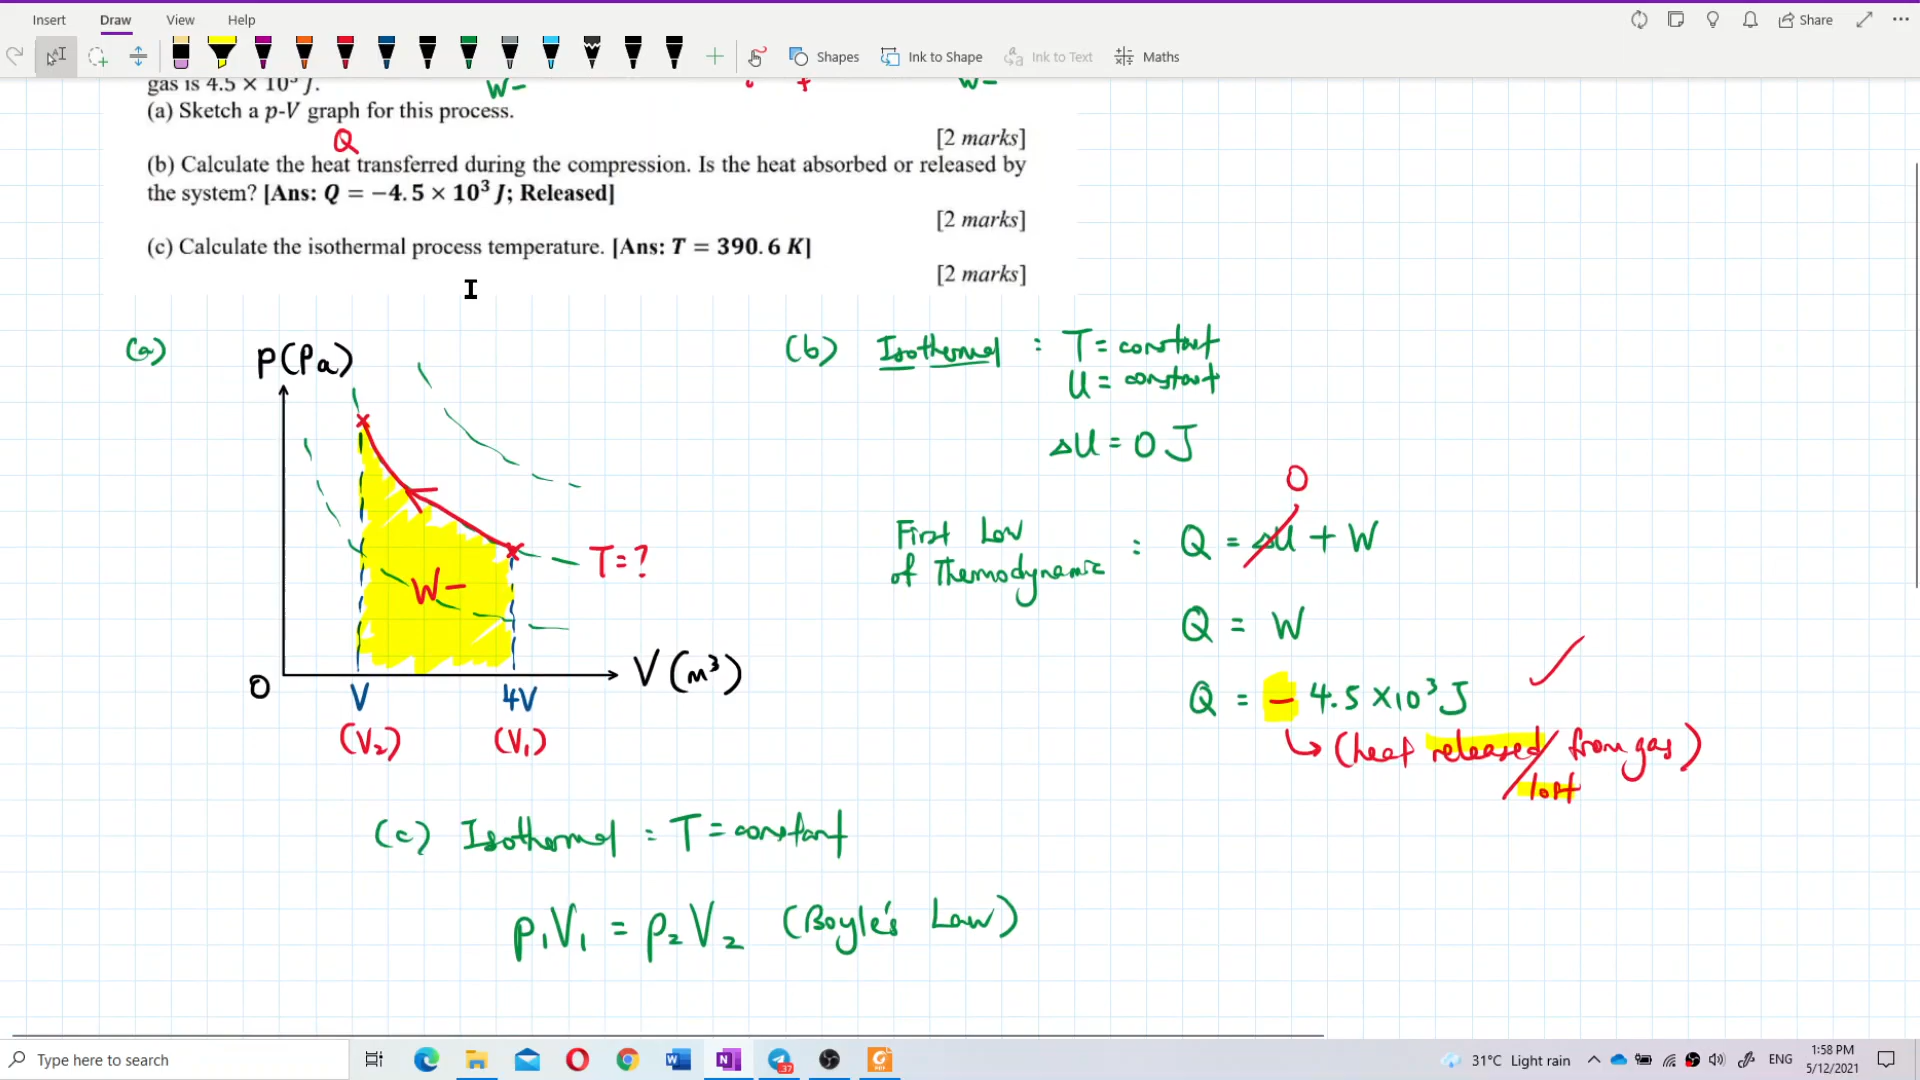 Insert Draw View Help
Share
Shapes Ink to Shape Ink to Text Maths
gas is 4.5 × 10³ J.
W−
W−
(a) Sketch a p-V graph for this process.
[2 marks]
Q
(b) Calculate the heat transferred during the compression. Is the heat absorbed or released by
the system? [Ans: Q = −4.5 × 10³ J; Released]
[2 marks]
(c) Calculate the isothermal process temperature. [Ans: T = 390.6 K]
[2 marks]
(a)
P(Pa)
T=?
W−
O
V(m³)
V 4V
(V₂) (V₁)
(b) Isothermal : T = constant
U = constant
ΔU = 0 J
0
First Law
of Thermodynamic : Q = ΔU + W
Q = W
Q = − 4.5 ×10³ J
(heat released/ from gas)
lost
(c) Isothermal : T = constant
P₁V₁ = P₂V₂ (Boyle's Law)
Type here to search
37
31°C Light rain
ENG
1:58 PM
5/12/2021